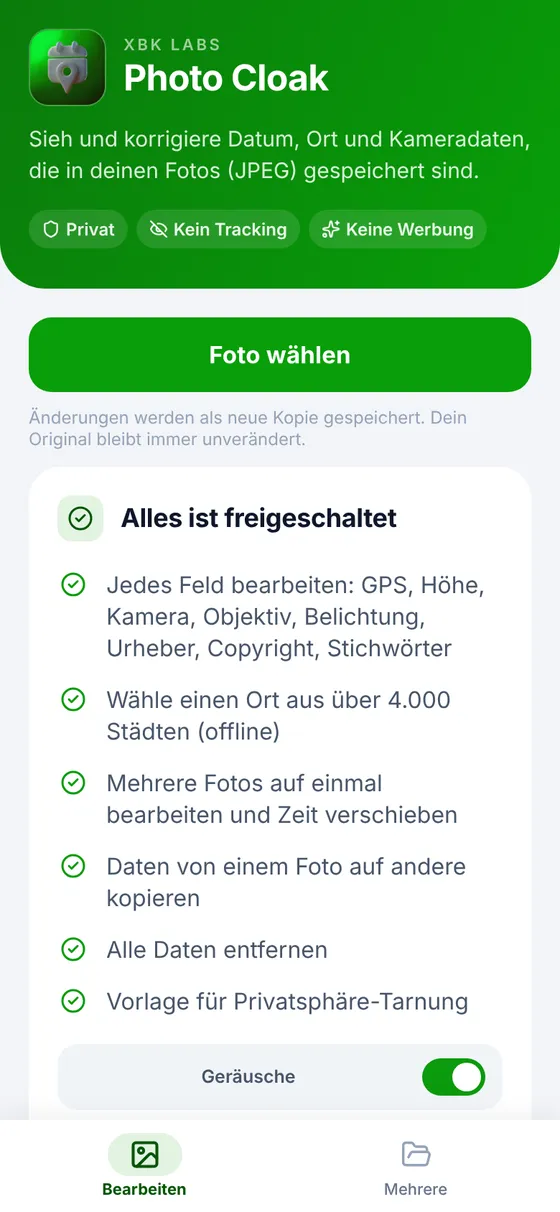 XBK LABS
Photo Cloak
Sieh und korrigiere Datum, Ort und Kameradaten,
die in deinen Fotos (JPEG) gespeichert sind.
Privat
Kein Tracking
Keine Werbung
Foto wählen
Änderungen werden als neue Kopie gespeichert. Dein
Original bleibt immer unverändert.
Alles ist freigeschaltet
Jedes Feld bearbeiten: GPS, Höhe,
Kamera, Objektiv, Belichtung,
Urheber, Copyright, Stichwörter
Wähle einen Ort aus über 4.000
Städten (offline)
Mehrere Fotos auf einmal
bearbeiten und Zeit verschieben
Daten von einem Foto auf andere
kopieren
Alle Daten entfernen
Vorlage für Privatsphäre-Tarnung
Geräusche
Bearbeiten
Mehrere